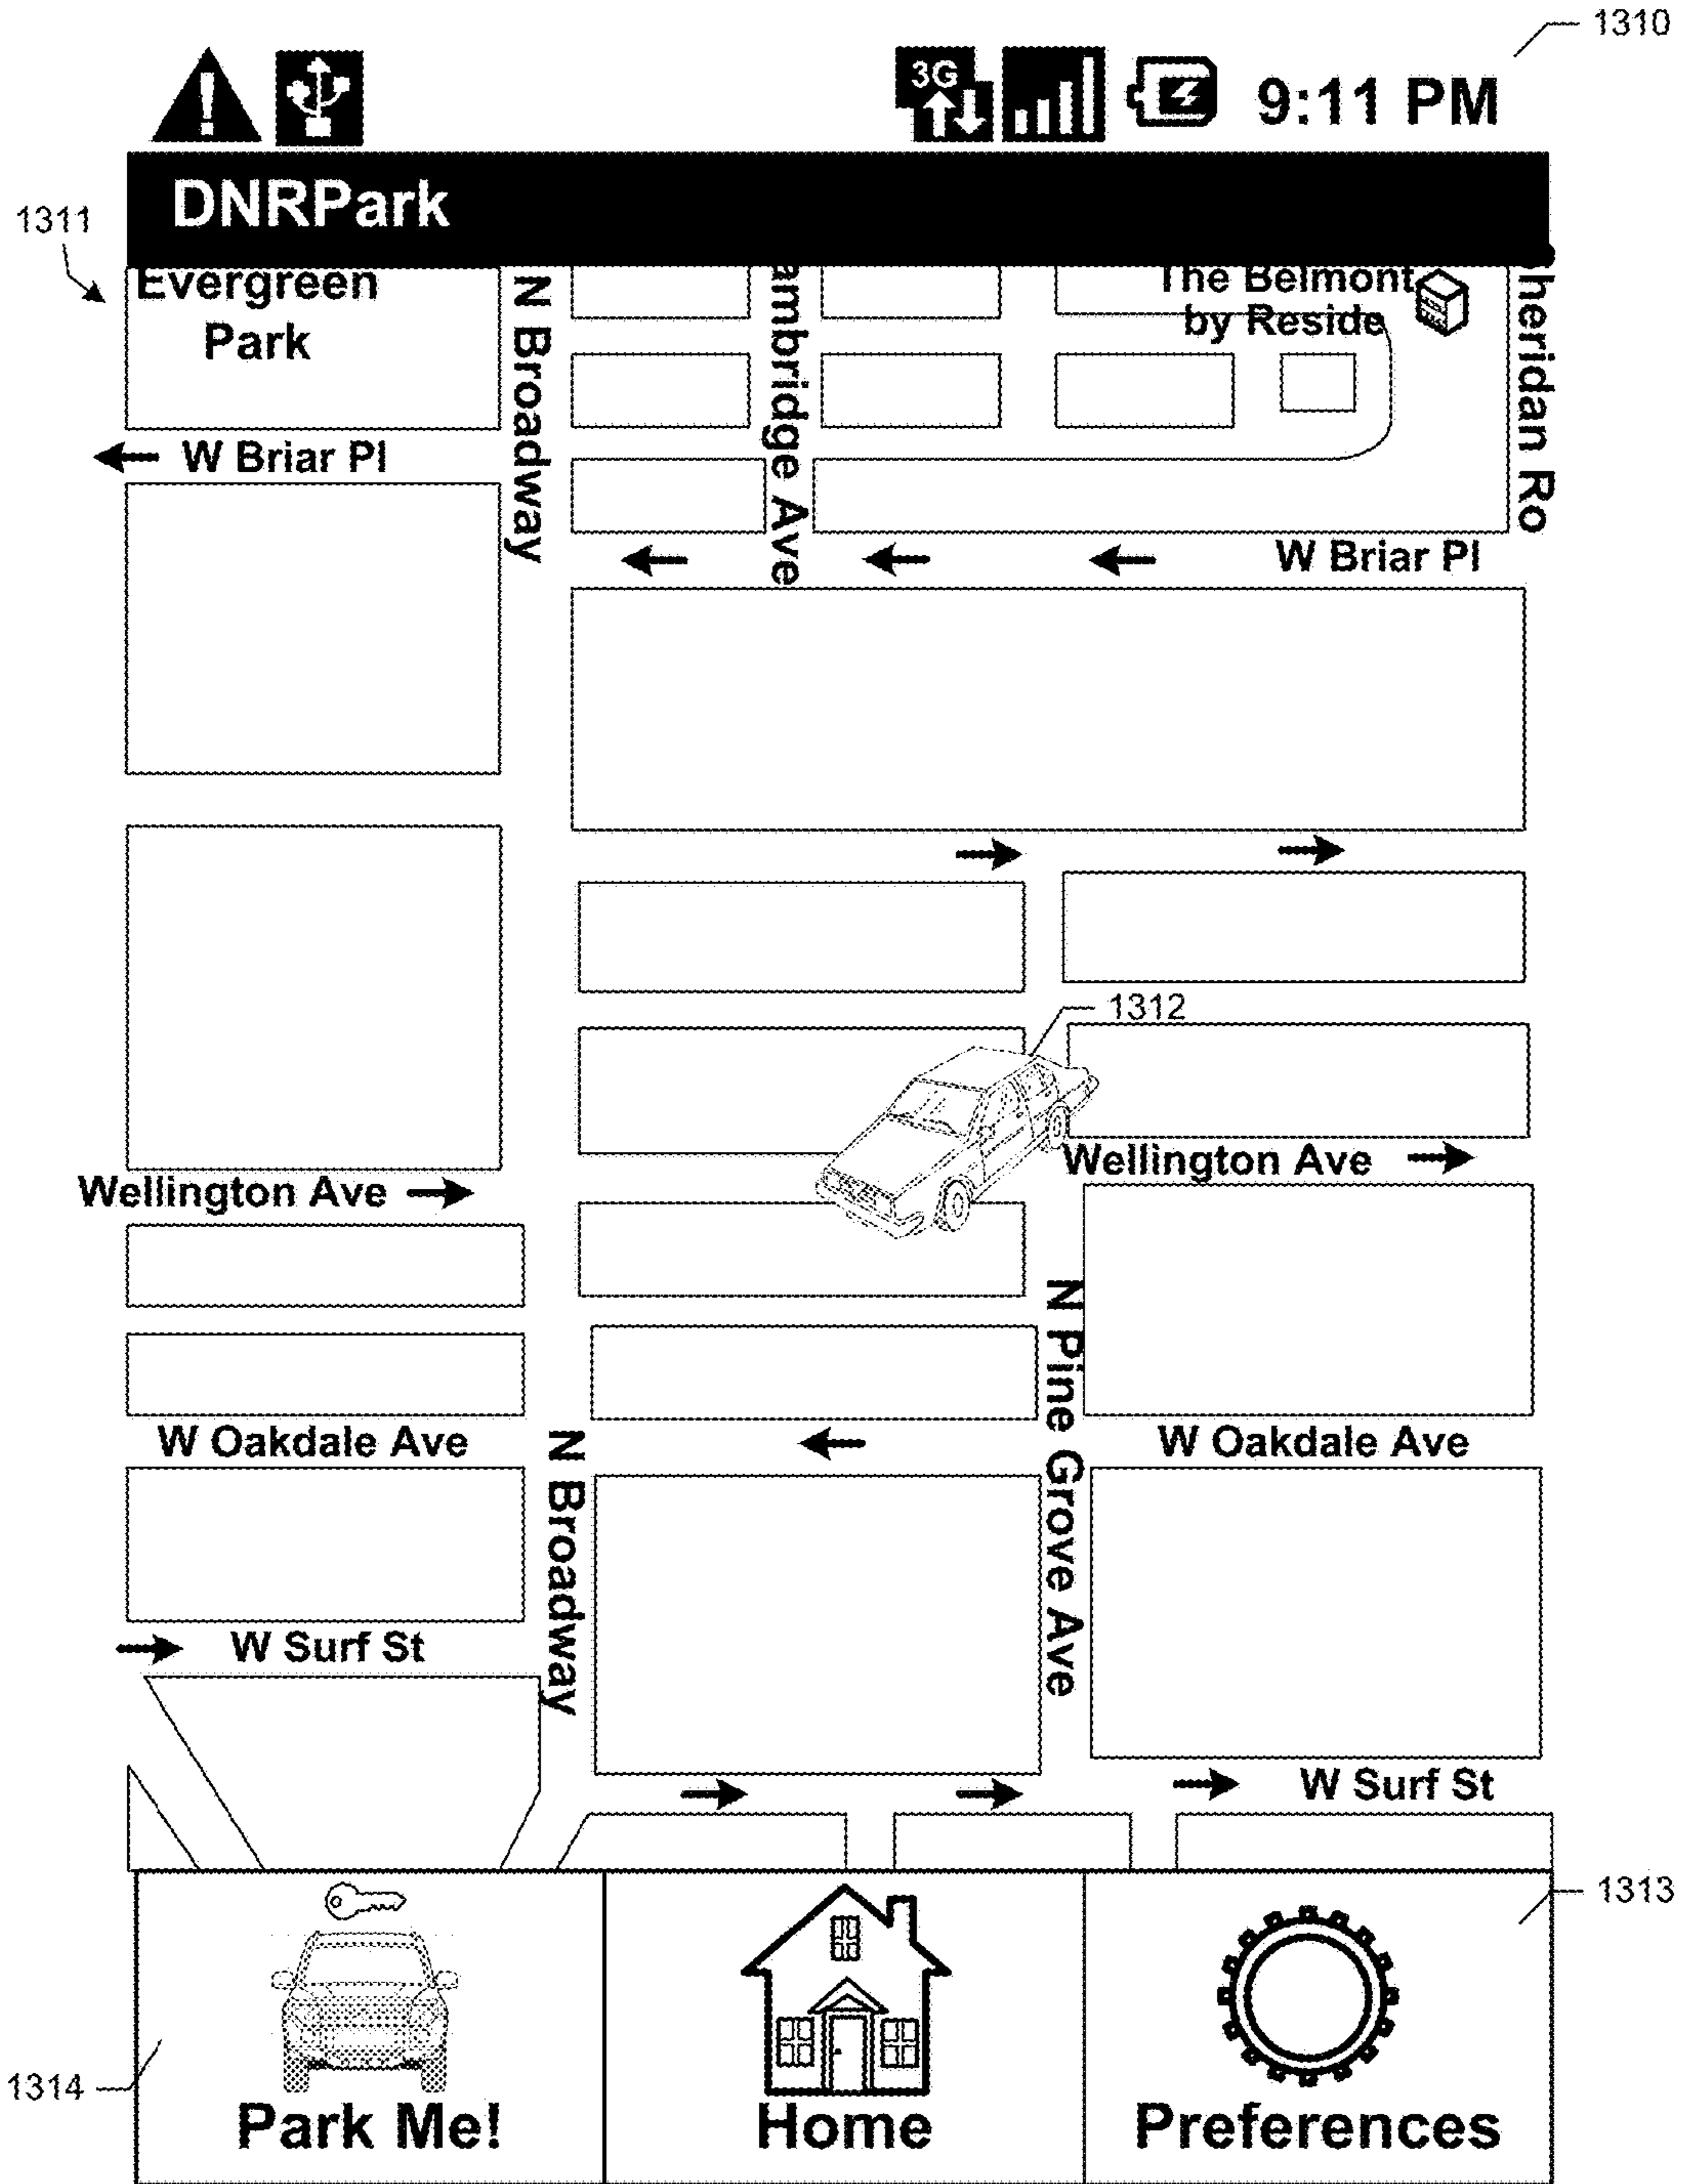 1310
3G
9:11 PM
DNRPark
1311
Evergreen
Park
N Broadway
ambridge Ave
The Belmont
by Reside
heridan Ro
W Briar Pl
W Briar Pl
1312
Wellington Ave
Wellington Ave
N Pine Grove Ave
W Oakdale Ave
N Broadway
W Oakdale Ave
W Surf St
W Surf St
1313
1314
Park Me!
Home
Preferences